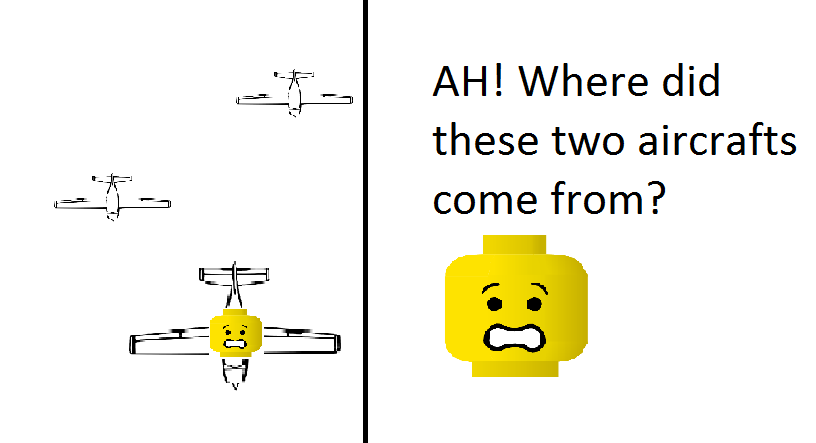 AH! Where did
these two aircrafts
come from?